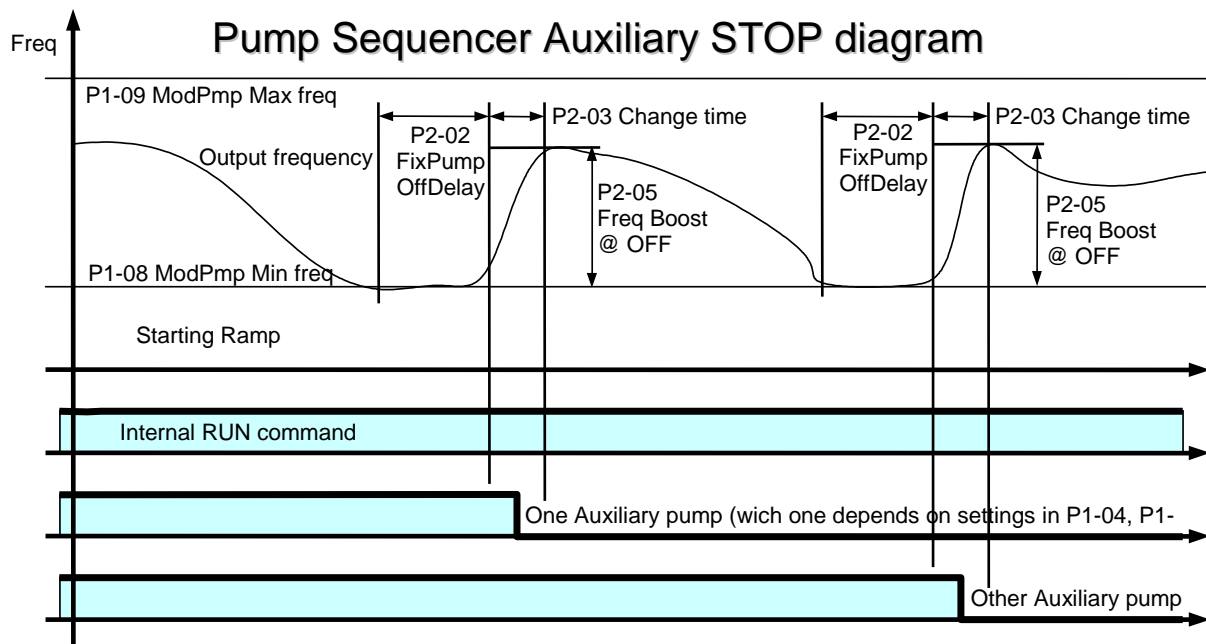 Pump Sequencer Auxiliary STOP diagram
Freq
P1-09 ModPmp Max freq
P2-02
FixPump
OffDelay
P2-03 Change time
P2-02
FixPump
OffDelay
P2-03 Change time
Output frequency
P2-05
Freq Boost
@ OFF
P2-05
Freq Boost
@ OFF
P1-08 ModPmp Min freq
Starting Ramp
Internal RUN command
One Auxiliary pump (wich one depends on settings in P1-04, P1-
Other Auxiliary pump